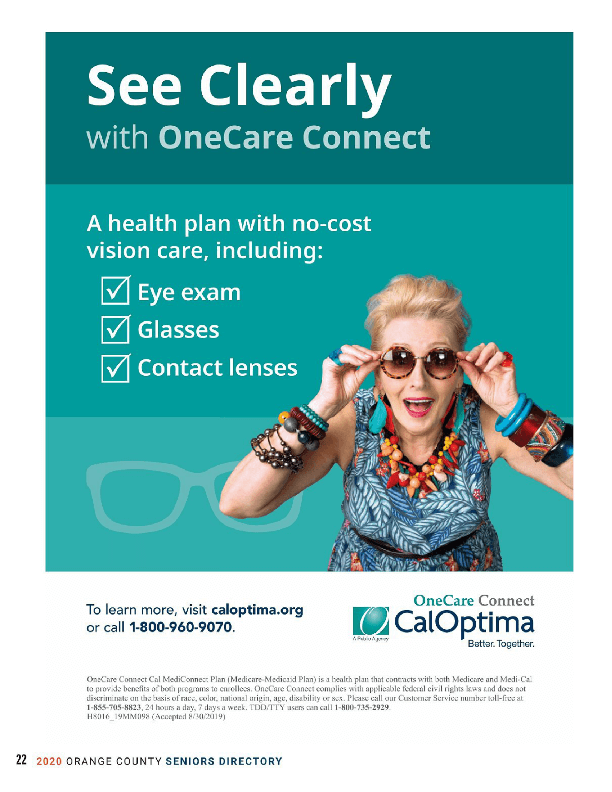 See Clearly
with OneCare Connect
A health plan with no-cost
vision care, including:
Eye exam
Glasses
Contact lenses
To learn more, visit caloptima.org
or call 1-800-960-9070.
OneCare Connect
CalOptima
A Public Agency
Better. Together.
OneCare Connect Cal MediConnect Plan (Medicare-Medicaid Plan) is a health plan that contracts with both Medicare and Medi-Cal
to provide benefits of both programs to enrollees. OneCare Connect complies with applicable federal civil rights laws and does not
discriminate on the basis of race, color, national origin, age, disability or sex. Please call our Customer Service number toll-free at
1-855-705-8823, 24 hours a day, 7 days a week. TDD/TTY users can call 1-800-735-2929.
H8016_19MM098 (Accepted 8/30/2019)
22 2020 ORANGE COUNTY SENIORS DIRECTORY